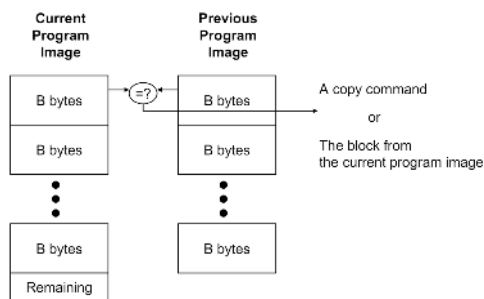 Current
Program
Image
Previous
Program
Image
B bytes
=?
B bytes
A copy command
or
B bytes
B bytes
The block from
the current program image
B bytes
B bytes
Remaining